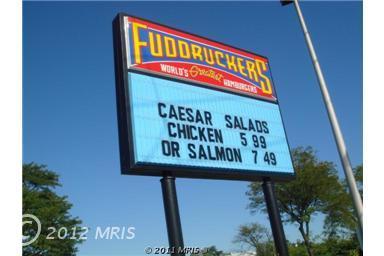 FUDDRUCKERS
WORLD'S Greatest HAMBURGERS
CAESAR SALADS
CHICKEN 5 99
OR SALMON 7 49
© 2012 MRIS
© 2011 MRIS